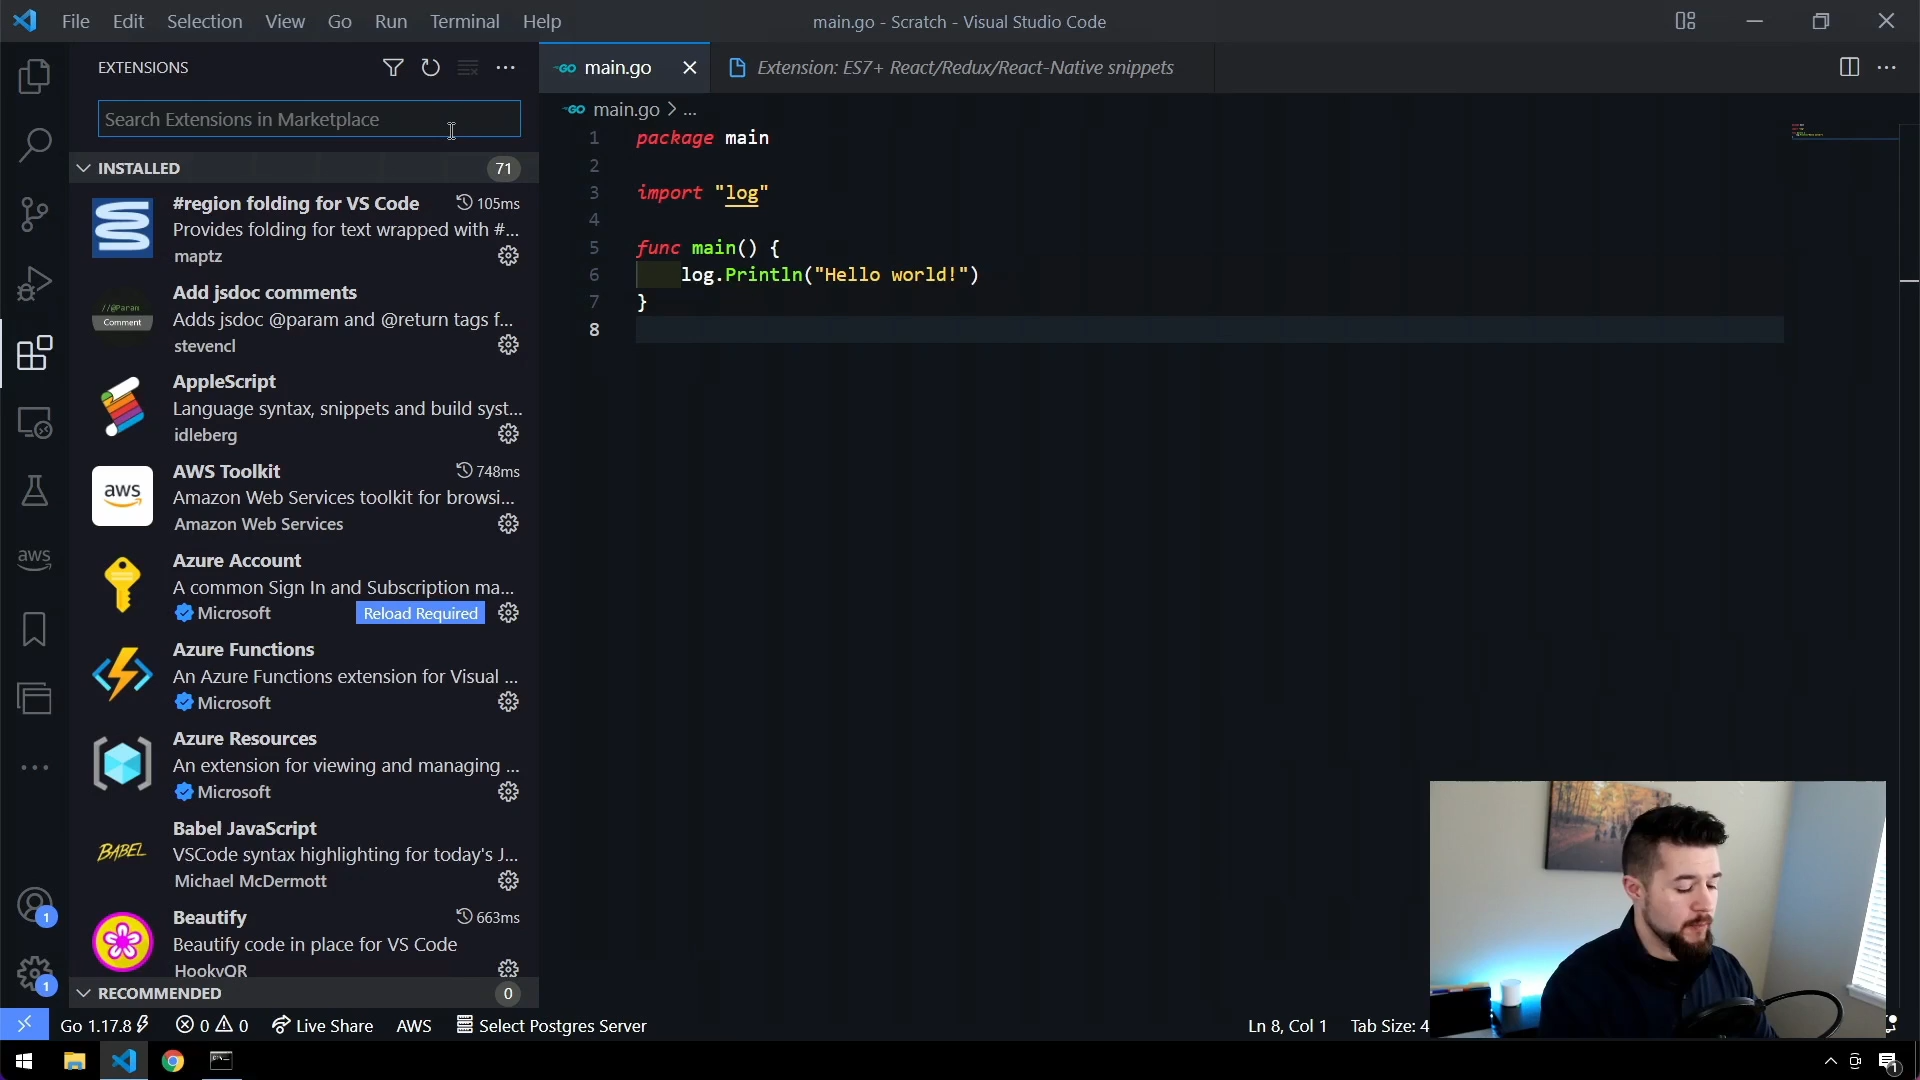 File Edit Selection View Go Run Terminal Help
main.go - Scratch - Visual Studio Code
EXTENSIONS
main.go
Extension: ES7+ React/Redux/React-Native snippets
Search Extensions in Marketplace
main.go > ...
INSTALLED 71
#region folding for VS Code 105ms
Provides folding for text wrapped with #...
maptz
//@Param
Comment
Add jsdoc comments
Adds jsdoc @param and @return tags f...
stevencl
AppleScript
Language syntax, snippets and build syst...
idleberg
aws
AWS Toolkit 748ms
Amazon Web Services toolkit for browsi...
Amazon Web Services
aws
Azure Account
A common Sign In and Subscription ma...
Microsoft Reload Required
Azure Functions
An Azure Functions extension for Visual ...
Microsoft
Azure Resources
An extension for viewing and managing ...
Microsoft
BABEL
Babel JavaScript
VSCode syntax highlighting for today's J...
Michael McDermott
Beautify 663ms
Beautify code in place for VS Code
HookyQR
RECOMMENDED 0
1
1
1 package main
2
3 import "log"
4
5 func main() {
6 log.Println("Hello world!")
7 }
8
Go 1.17.8 0 0 Live Share AWS Select Postgres Server
Ln 8, Col 1 Tab Size: 4
1